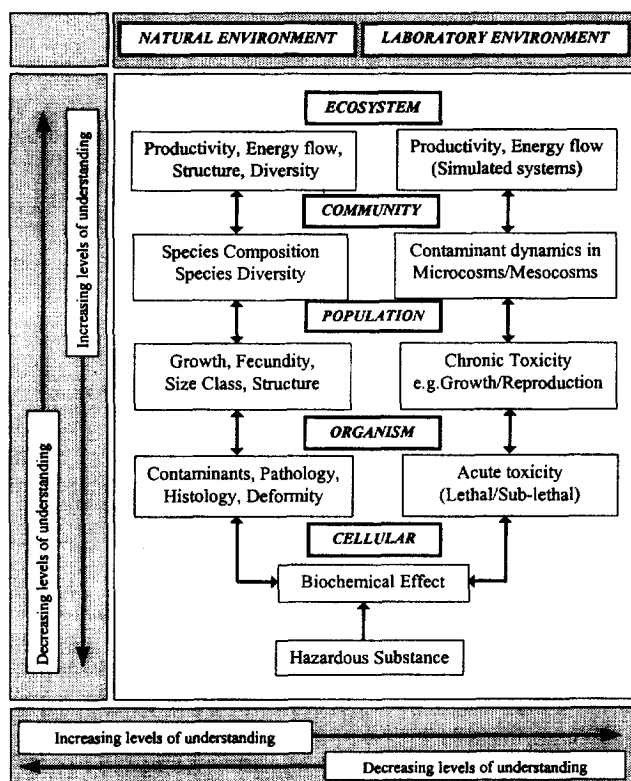 NATURAL ENVIRONMENT
LABORATORY ENVIRONMENT
Increasing levels of understanding
Decreasing levels of understanding
ECOSYSTEM
Productivity, Energy flow,
Structure, Diversity
Productivity, Energy flow
(Simulated systems)
COMMUNITY
Species Composition
Species Diversity
Contaminant dynamics in
Microcosms/Mesocosms
POPULATION
Growth, Fecundity,
Size Class, Structure
Chronic Toxicity
e.g.Growth/Reproduction
ORGANISM
Contaminants, Pathology,
Histology, Deformity
Acute toxicity
(Lethal/Sub-lethal)
CELLULAR
Biochemical Effect
Hazardous Substance
Increasing levels of understanding
Decreasing levels of understanding